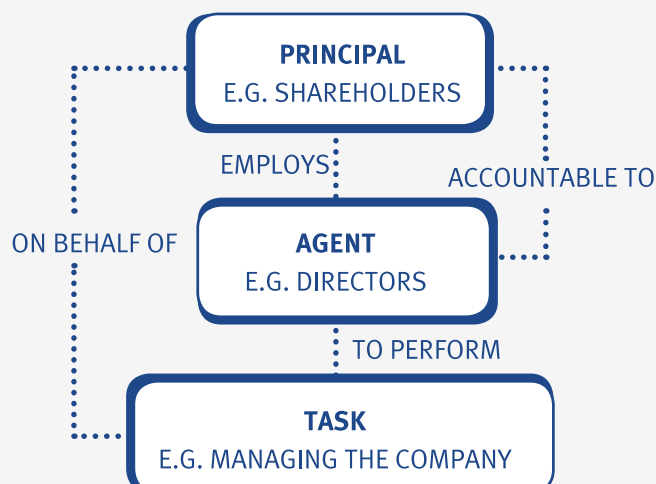 PRINCIPAL
E.G. SHAREHOLDERS
EMPLOYS
ACCOUNTABLE TO
ON BEHALF OF
AGENT
E.G. DIRECTORS
TO PERFORM
TASK
E.G. MANAGING THE COMPANY